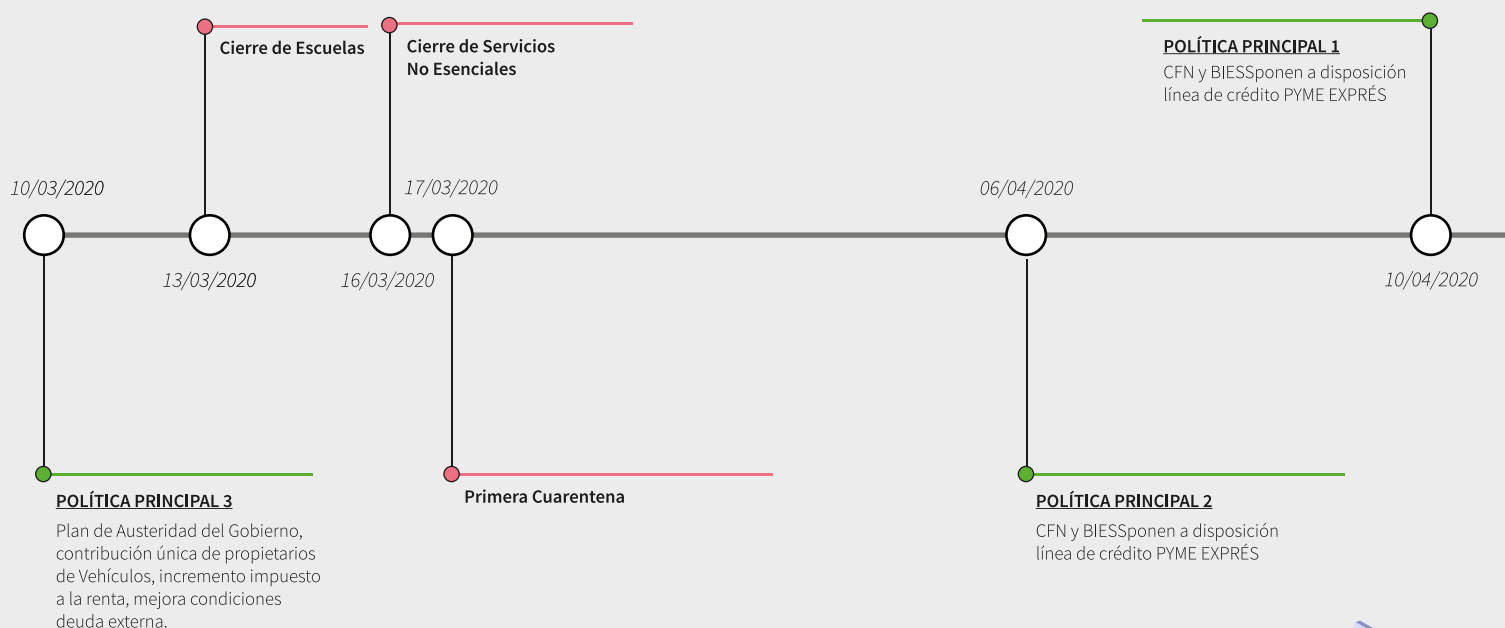 Cierre de Escuelas
Cierre de Servicios
No Esenciales
POLÍTICA PRINCIPAL 1
CFN y BIESSponen a disposición
línea de crédito PYME EXPRÉS
10/03/2020
17/03/2020
06/04/2020
13/03/2020
16/03/2020
10/04/2020
POLÍTICA PRINCIPAL 3
Plan de Austeridad del Gobierno,
contribución única de propietarios
de Vehículos, incremento impuesto
a la renta, mejora condiciones
deuda externa.
Primera Cuarentena
POLÍTICA PRINCIPAL 2
CFN y BIESSponen a disposición
línea de crédito PYME EXPRÉS